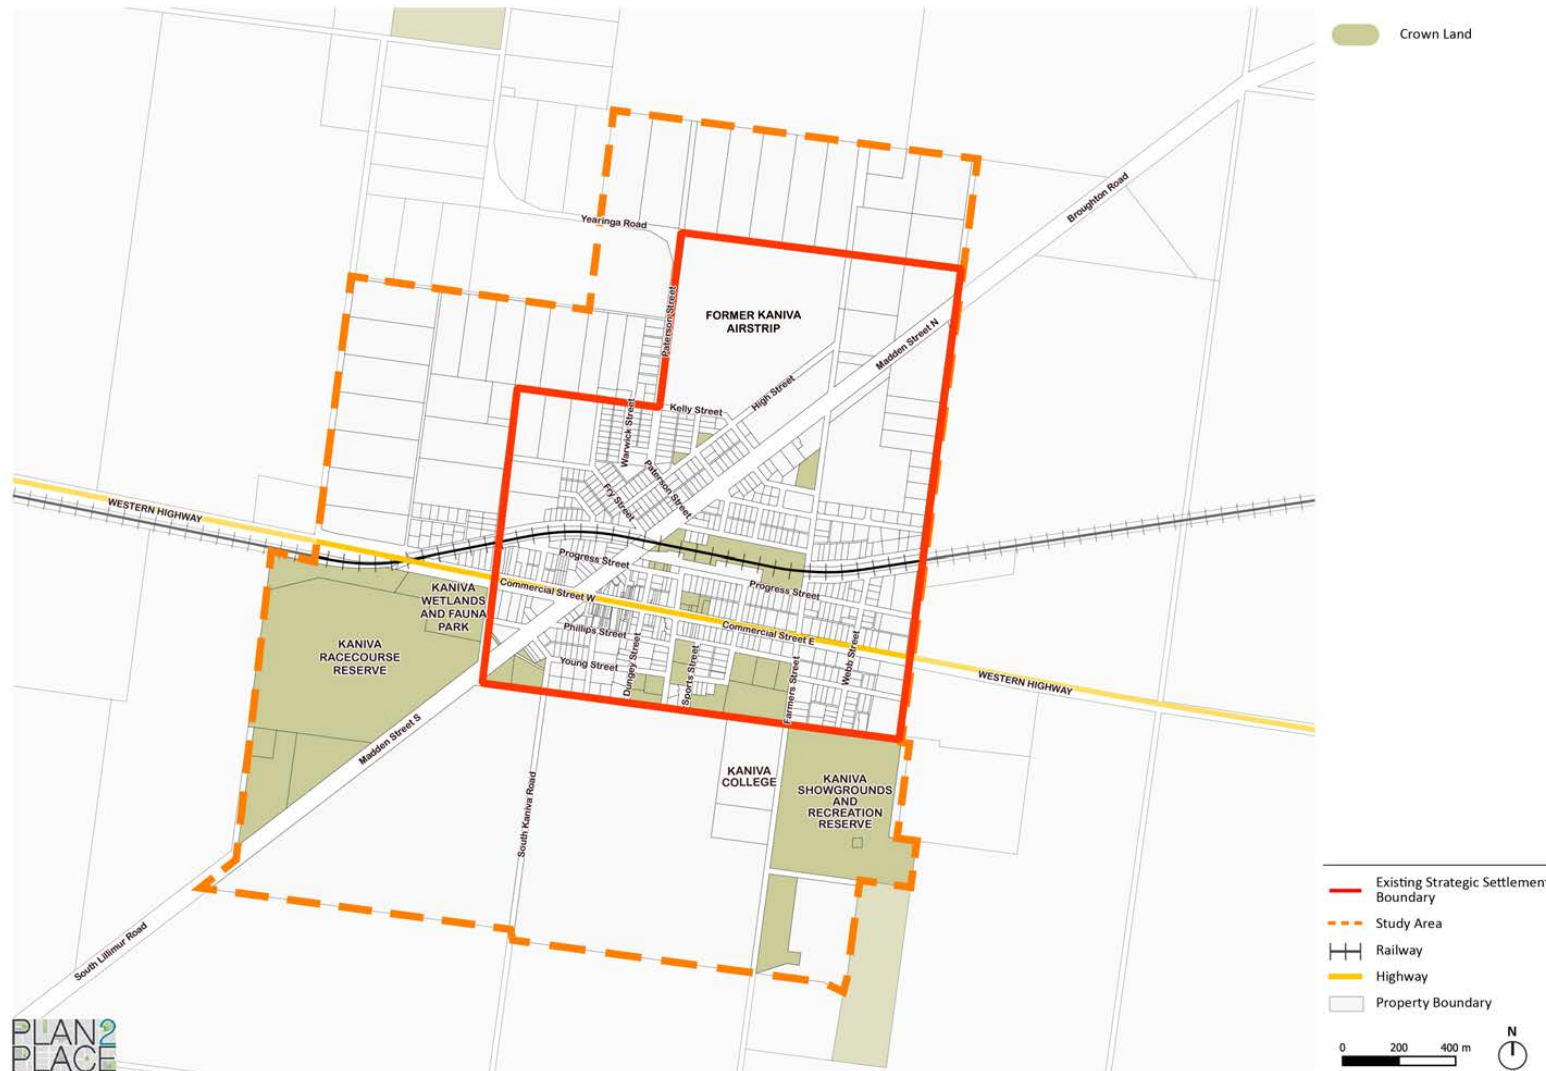 Crown Land
Broughton Road
Yearinga Road
Paterson Street
FORMER KANIVA
AIRSTRIP
Madden Street N
High Street
Kelly Street
Warwick Street
Paterson Street
Fry Street
WESTERN HIGHWAY
Progress Street
Progress Street
KANIVA
WETLANDS
AND FAUNA
PARK
Commercial Street W
Commercial Street E
Phillips Street
Young Street
Dungey Street
Sports Street
Farmers Street
Webb Street
KANIVA
RACECOURSE
RESERVE
WESTERN HIGHWAY
Madden Street S
South Kaniva Road
KANIVA
COLLEGE
KANIVA
SHOWGROUNDS
AND
RECREATION
RESERVE
South Lillimur Road
Existing Strategic Settlement
Boundary
Study Area
Railway
Highway
Property Boundary
N
0 200 400 m
PLAN2
PLACE